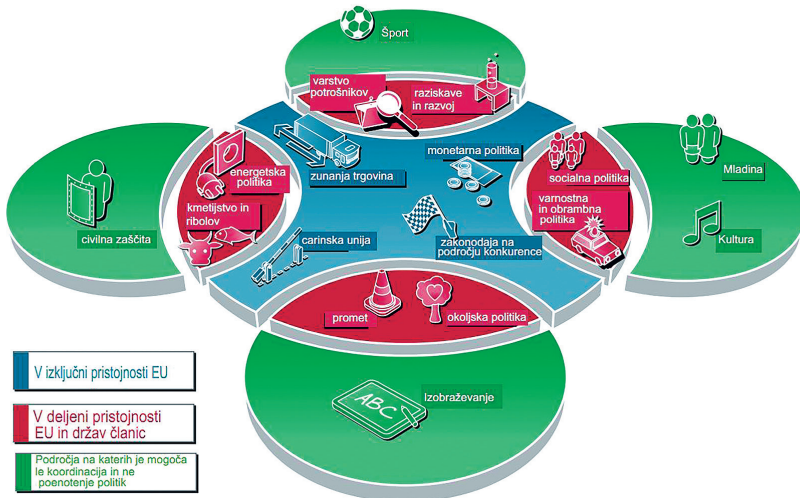 Šport
varstvo
potrošnikov
raziskave
in razvoj
monetarna politika
zunanja trgovina
energetska
politika
kmetijstvo in
ribolov
socialna politika
varnostna
in obrambna
politika
Mladina
Kultura
civilna zaščita
carinska unija
zakonodaja na
področju konkurence
promet
okoljska politika
Izobraževanje
ABC
V izključni pristojnosti EU
V deljeni pristojnosti
EU in držav članic
Področja na katerih je mogoča
le koordinacija in ne
poenotenje politik